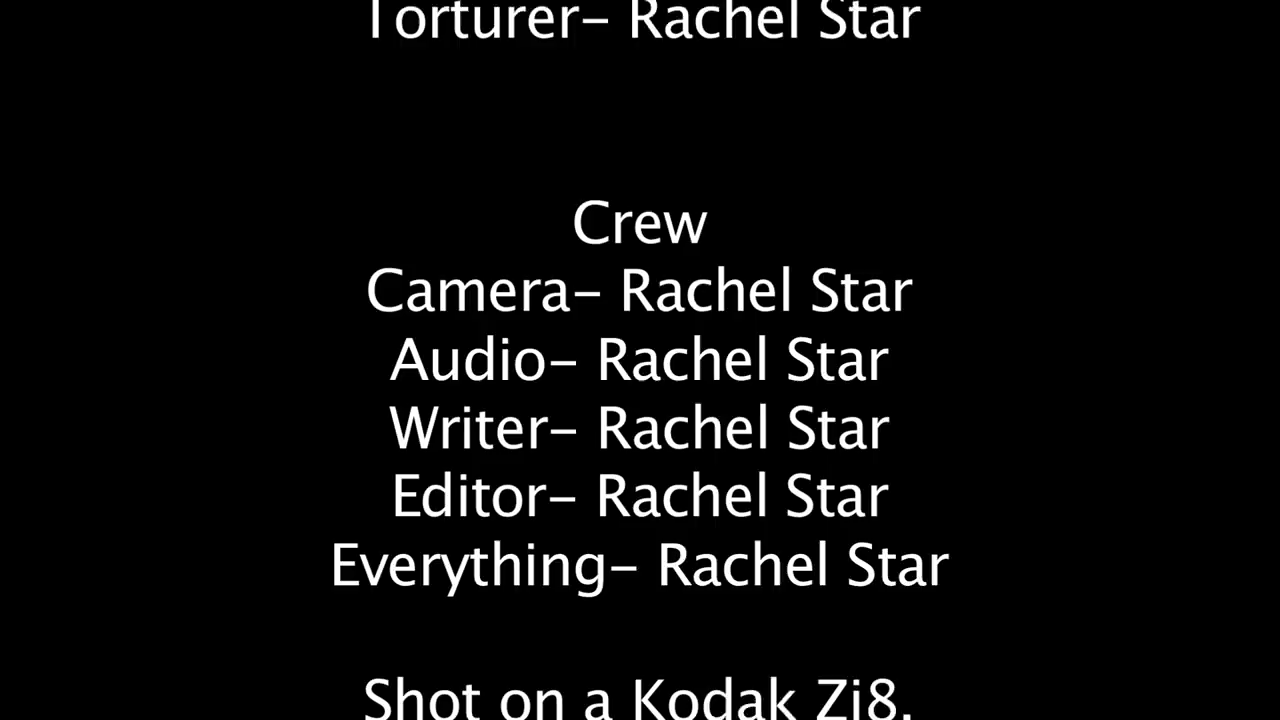 Torturer- Rachel Star
Crew
Camera- Rachel Star
Audio- Rachel Star
Writer- Rachel Star
Editor- Rachel Star
Everything- Rachel Star
Shot on a Kodak Zi8.